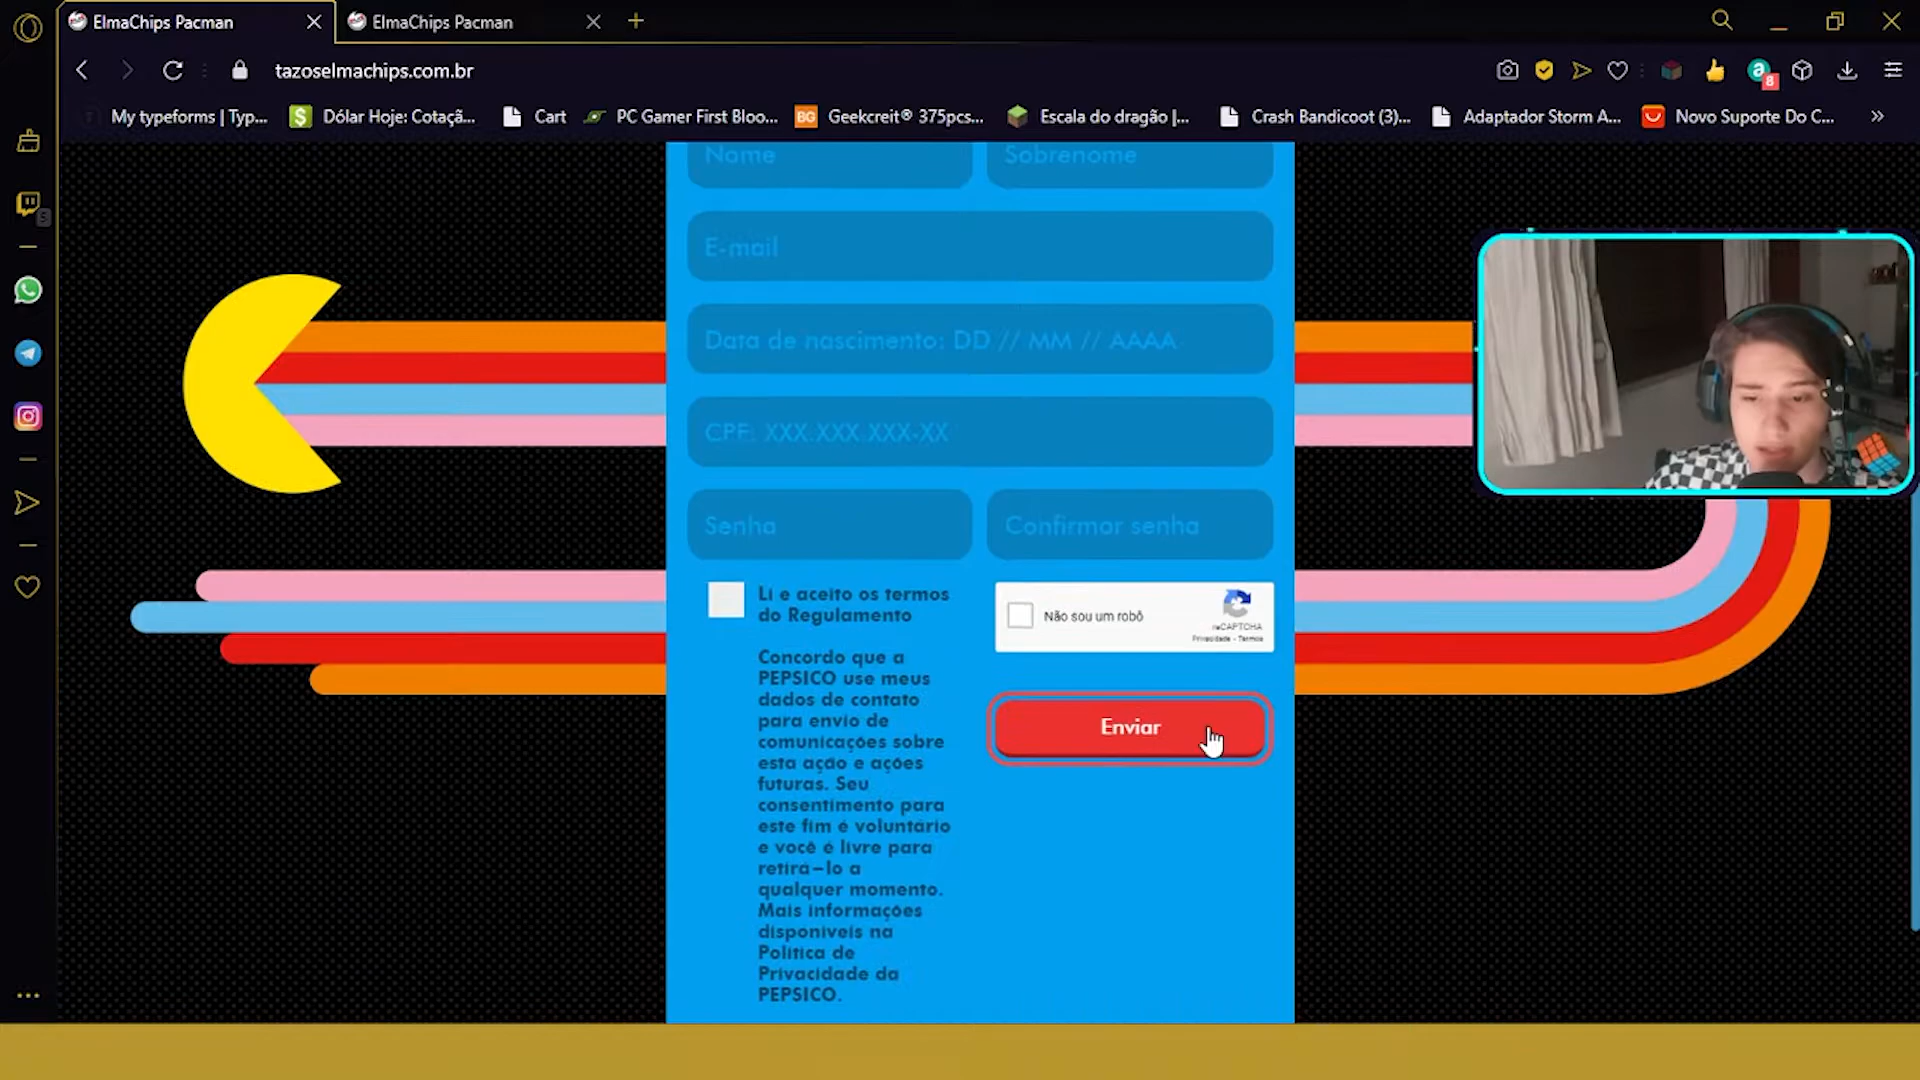 ElmaChips Pacman
ElmaChips Pacman
tazoselmachips.com.br
8
My typeforms | Typ...
Dólar Hoje: Cotaçã...
Cart
PC Gamer First Bloo...
BG
Geekcreit® 375pcs...
Escala do dragão |...
Crash Bandicoot (3)...
Adaptador Storm A...
Novo Suporte Do C...
5
Nome
Sobrenome
E-mail
Data de nascimento: DD // MM // AAAA
CPF: XXX.XXX.XXX-XX
Senha
Confirmar senha
Li e aceito os termos
do Regulamento
Não sou um robô
reCAPTCHA
Privacidade - Termos
Concordo que a
PEPSICO use meus
dados de contato
para envio de
comunicações sobre
esta ação e ações
futuras. Seu
consentimento para
este fim é voluntário
e você é livre para
retirá-lo a
qualquer momento.
Mais informações
disponíveis na
Política de
Privacidade da
PEPSICO.
Enviar